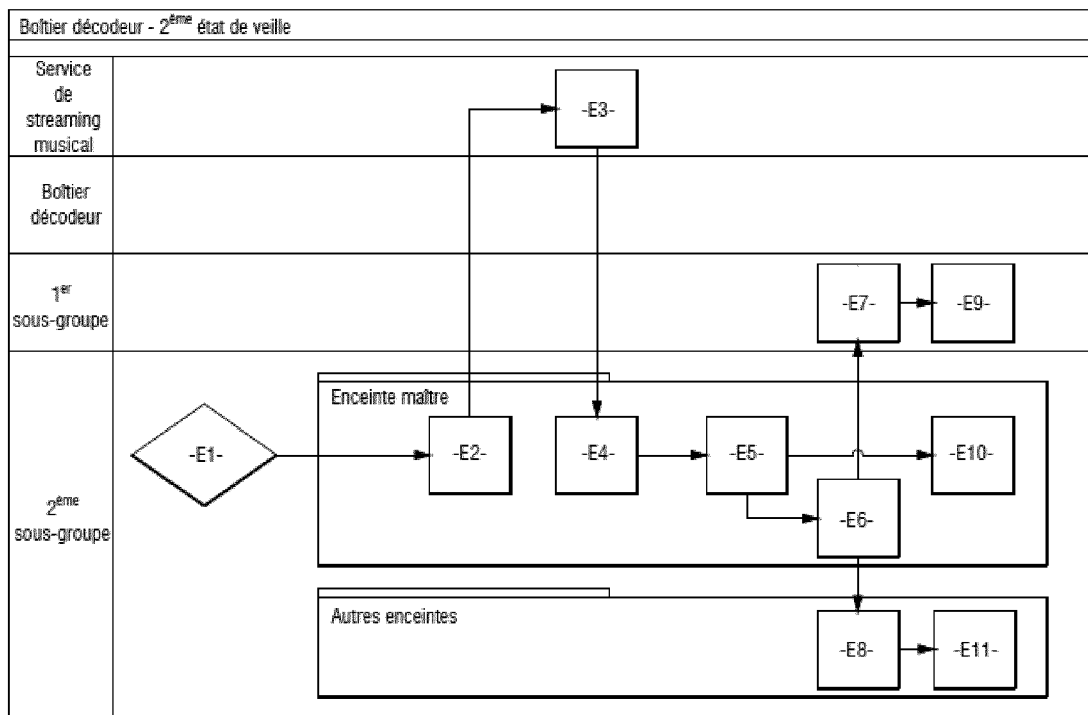 Boîtier décodeur - 2ème état de veille
Service
de
streaming
musical
-E3-
Boîtier
décodeur
1er
sous-groupe
-E7-
-E9-
2ème
sous-groupe
-E1-
Enceinte maître
-E2-
-E4-
-E5-
-E10-
-E6-
Autres enceintes
-E8-
-E11-